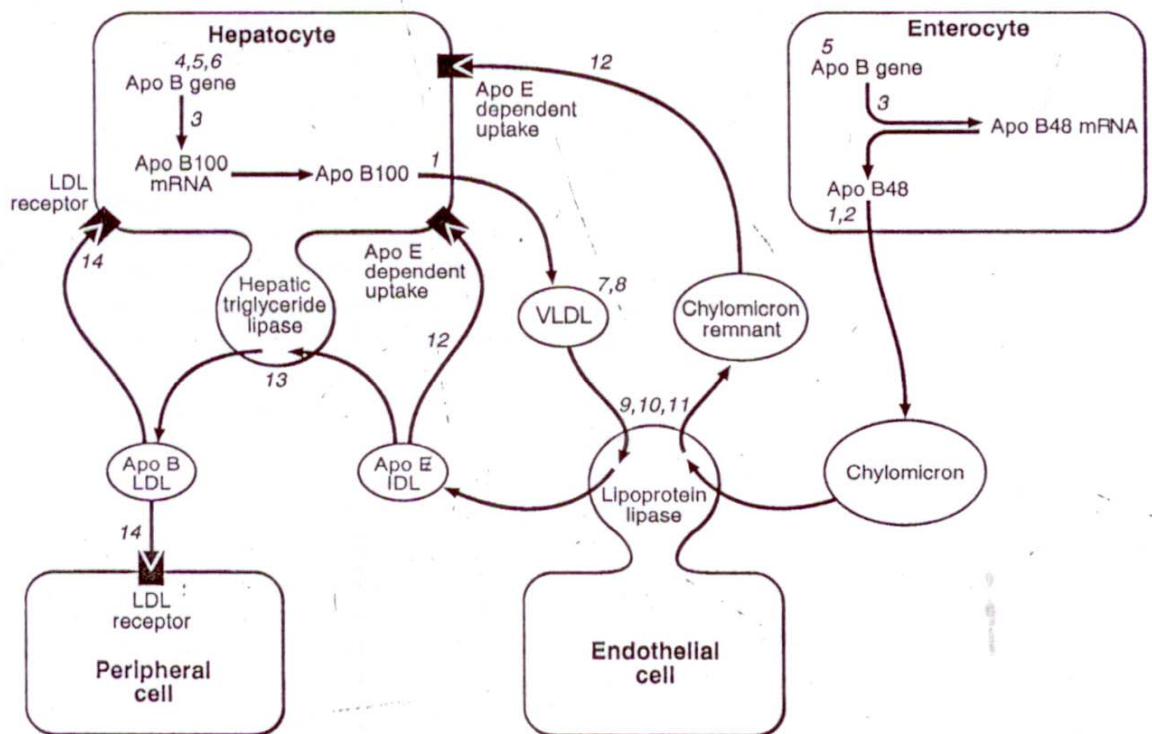 Hepatocyte
4,5,6
Apo B gene
3
Apo B100
mRNA
Apo B100
1
LDL
receptor
14
Hepatic
triglyceride
lipase
13
Apo E
dependent
uptake
12
Apo E
dependent
uptake
12
Enterocyte
5
Apo B gene
3
Apo B48 mRNA
Apo B48
1,2
VLDL
7,8
Chylomicron
remnant
9,10,11
Lipoprotein
lipase
Chylomicron
Apo B
LDL
Apo E
IDL
14
LDL
receptor
Peripheral
cell
Endothelial
cell